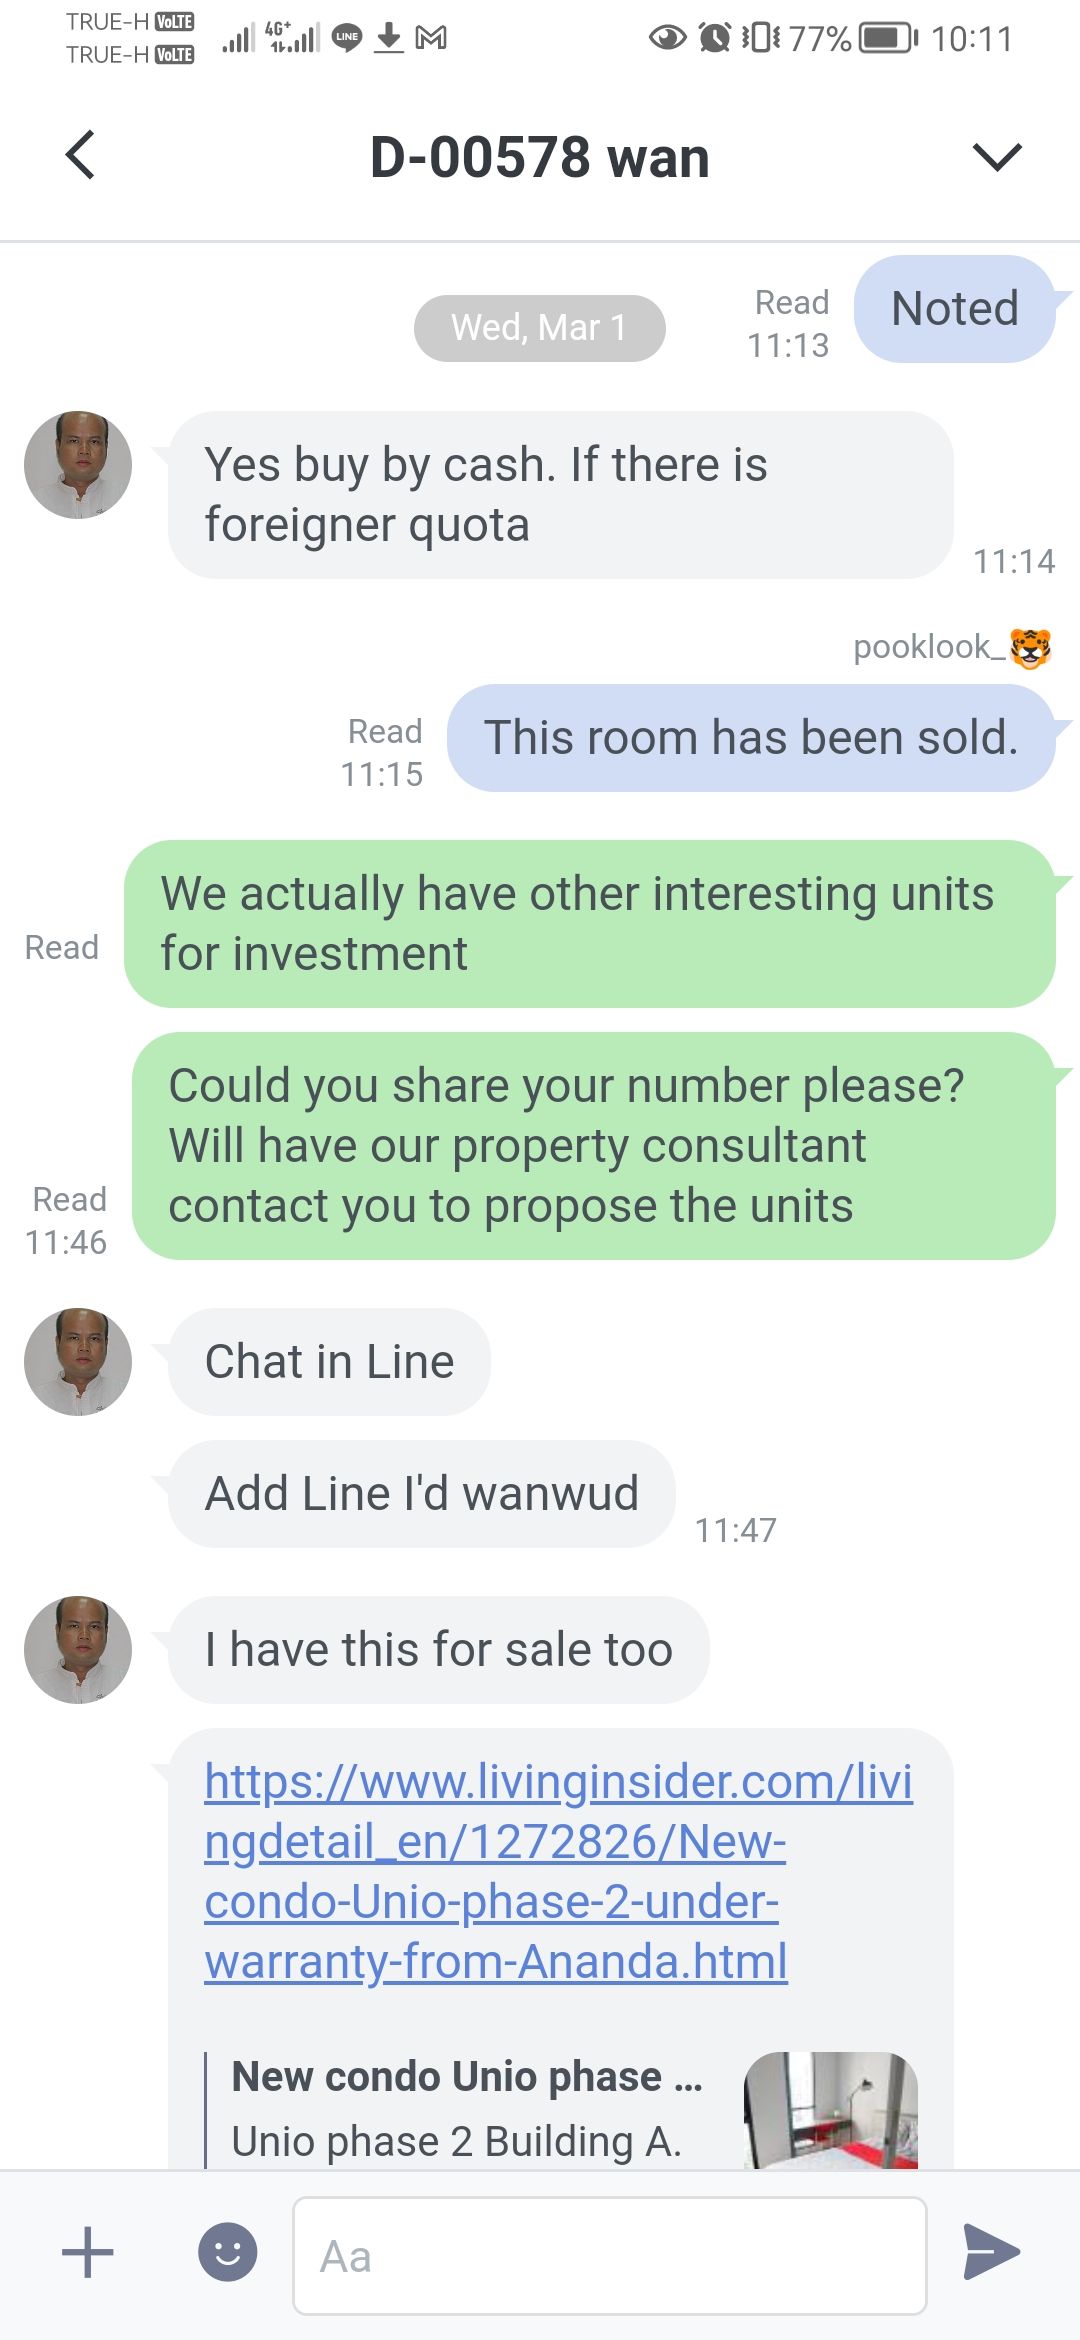 TRUE-H VoLTE
TRUE-H VoLTE
4G+
LINE
77%
10:11
D-00578 wan
Wed, Mar 1
Read
11:13
Noted
Yes buy by cash. If there is
foreigner quota
11:14
pooklook_🐯
Read
11:15
This room has been sold.
We actually have other interesting units
for investment
Read
Could you share your number please?
Will have our property consultant
contact you to propose the units
Read
11:46
Chat in Line
Add Line I'd wanwud
11:47
I have this for sale too
https://www.livinginsider.com/livi
ngdetail_en/1272826/New-
condo-Unio-phase-2-under-
warranty-from-Ananda.html
New condo Unio phase ...
Unio phase 2 Building A.
Aa